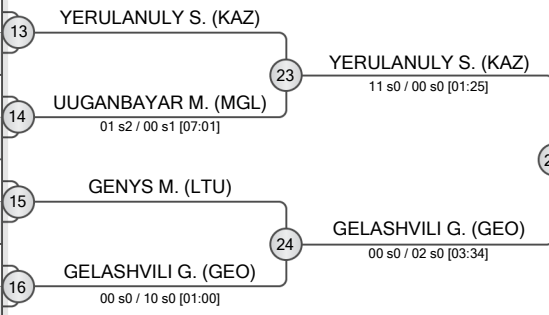 13
YERULANULY S. (KAZ)
23
YERULANULY S. (KAZ)
11 s0 / 00 s0 [01:25]
14
UUGANBAYAR M. (MGL)
01 s2 / 00 s1 [07:01]
15
GENYS M. (LTU)
24
GELASHVILI G. (GEO)
00 s0 / 02 s0 [03:34]
16
GELASHVILI G. (GEO)
00 s0 / 10 s0 [01:00]